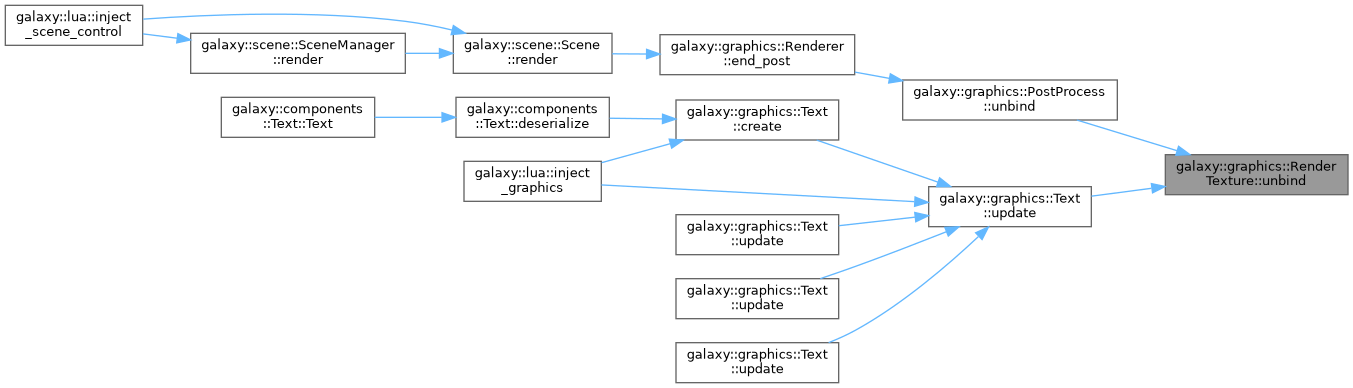 galaxy::lua::inject
_scene_control
galaxy::scene::SceneManager
::render
galaxy::scene::Scene
::render
galaxy::graphics::Renderer
::end_post
galaxy::graphics::PostProcess
::unbind
galaxy::components
::Text::Text
galaxy::components
::Text::deserialize
galaxy::graphics::Text
::create
galaxy::lua::inject
_graphics
galaxy::graphics::Render
Texture::unbind
galaxy::graphics::Text
::update
galaxy::graphics::Text
::update
galaxy::graphics::Text
::update
galaxy::graphics::Text
::update